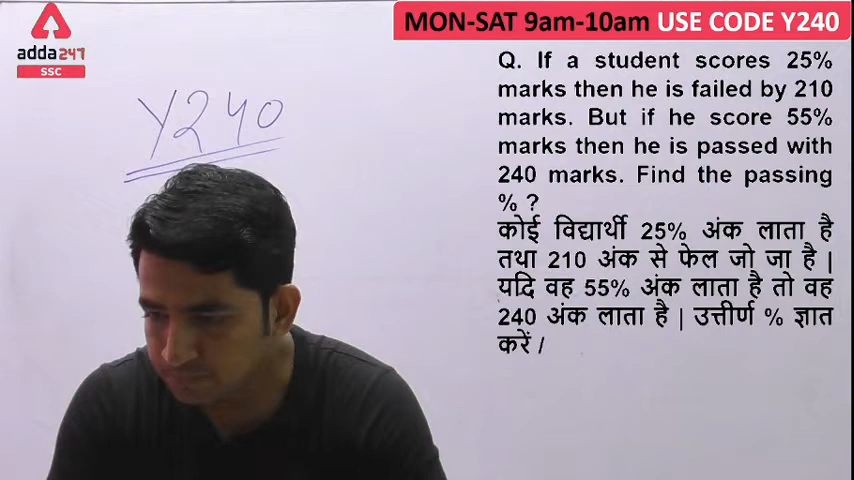 MON-SAT 9am-10am USE CODE Y240
adda247
SSC
Y240
Q. If a student scores 25%
marks then he is failed by 210
marks. But if he score 55%
marks then he is passed with
240 marks. Find the passing
% ?
कोई विद्यार्थी 25% अंक लाता है
तथा 210 अंक से फेल जो जा है |
यदि वह 55% अंक लाता है तो वह
240 अंक लाता है | उत्तीर्ण % ज्ञात
करें /